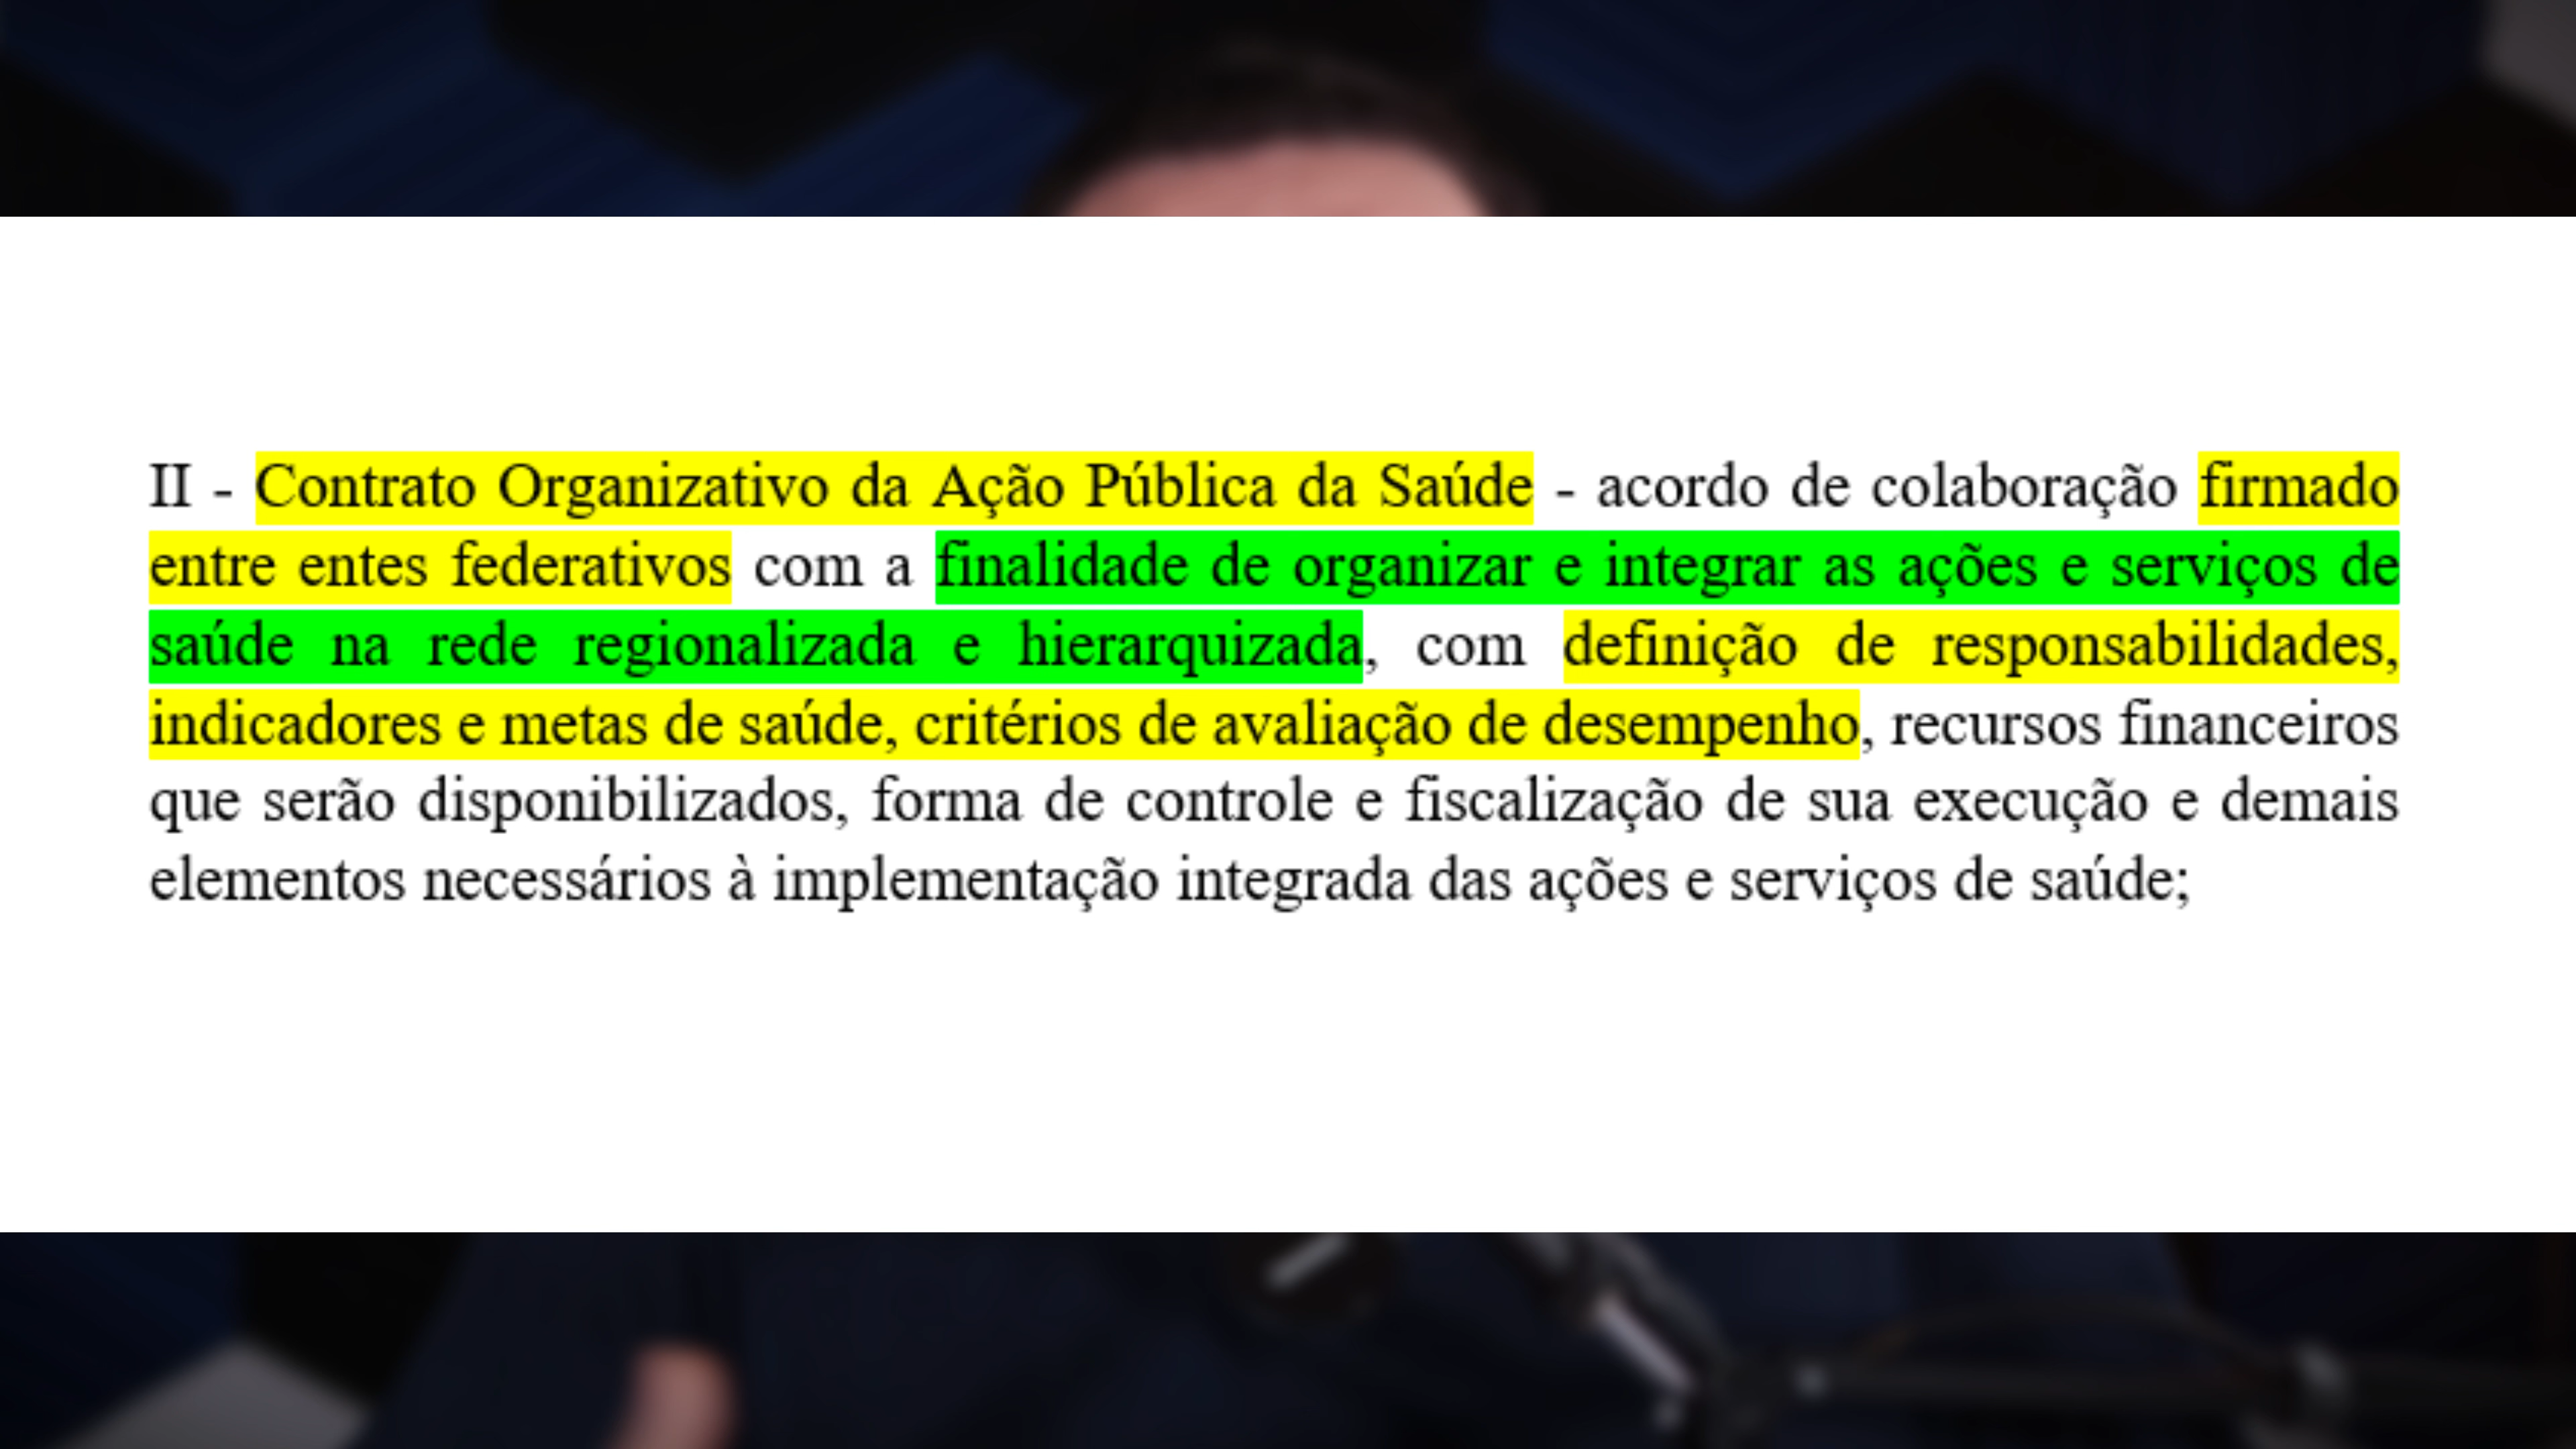 II - Contrato Organizativo da Ação Pública da Saúde - acordo de colaboração firmado
entre entes federativos com a finalidade de organizar e integrar as ações e serviços de
saúde na rede regionalizada e hierarquizada, com definição de responsabilidades,
indicadores e metas de saúde, critérios de avaliação de desempenho, recursos financeiros
que serão disponibilizados, forma de controle e fiscalização de sua execução e demais
elementos necessários à implementação integrada das ações e serviços de saúde;